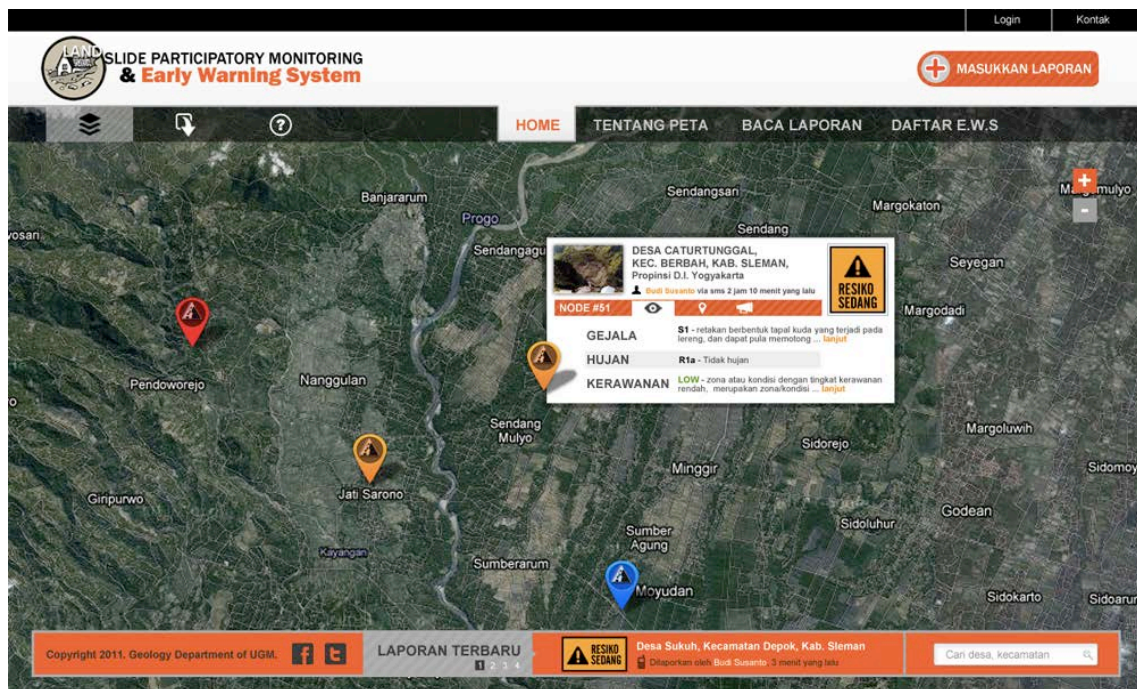 Login
Kontak
LAND
SLIDE PARTICIPATORY MONITORING
& Early Warning System
MASUKKAN LAPORAN
HOME
TENTANG PETA
BACA LAPORAN
DAFTAR E.W.S
Banjararum
Sendangsari
Margokaton
Progo
Sendang
Sendangagu
Seyegan
DESA CATURTUNGGAL,
KEC. BERBAH, KAB. SLEMAN,
Propinsi D.I. Yogyakarta
Budi Susanto via sms 2 jam 10 menit yang lalu
RESIKO
SEDANG
NODE #51
GEJALA
S1 - retakan berbentuk tapal kuda yang terjadi pada
lereng, dan dapat pula memotong ... lanjut
HUJAN
R1a - Tidak hujan
KERAWANAN
LOW - zona atau kondisi dengan tingkat kerawanan
rendah, merupakan zona/kondisi ... lanjut
Margodadi
Pendoworejo
Nanggulan
Sendang
Mulyo
Margoluwih
Sidorejo
Minggir
Sidomoy
Giripurwo
Jati Sarono
Godean
Sidoluhur
Sumber
Agung
Kayangan
Sumberarum
Moyudan
Sidokarto
Sidoarum
Copyright 2011. Geology Department of UGM.
LAPORAN TERBARU
1 2 3 4
RESIKO
SEDANG
Desa Sukuh, Kecamatan Depok, Kab. Sleman
Dilaporkan oleh Budi Susanto 3 menit yang lalu
Cari desa, kecamatan